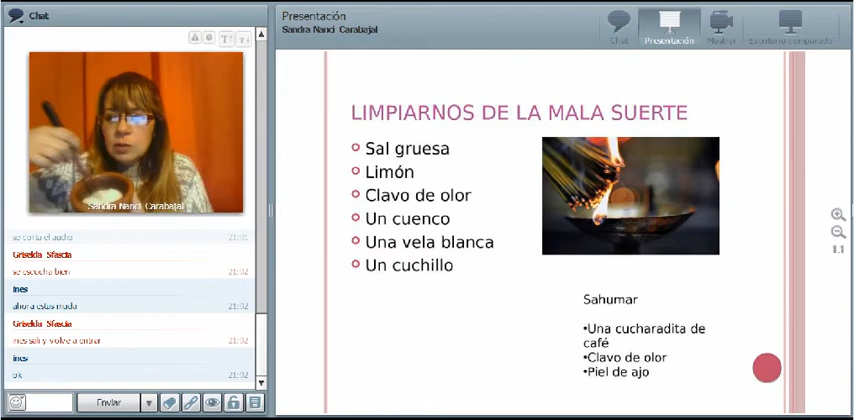 Chat
Sandra Nanci Carabajal
se corta el audio 21:01
Griselda Sfascia
se escucha bien 21:02
ines
ahora estas muda 21:02
Griselda Sfascia
ines sali y volve a entrar 21:02
ines
ok 21:02
Enviar
Presentación
Sandra Nanci Carabajal
Chat
Presentación
Mostrar
Escritorio compartido
LIMPIARNOS DE LA MALA SUERTE
Sal gruesa
Limón
Clavo de olor
Un cuenco
Una vela blanca
Un cuchillo
Sahumar
•Una cucharadita de
café
•Clavo de olor
•Piel de ajo
1:1